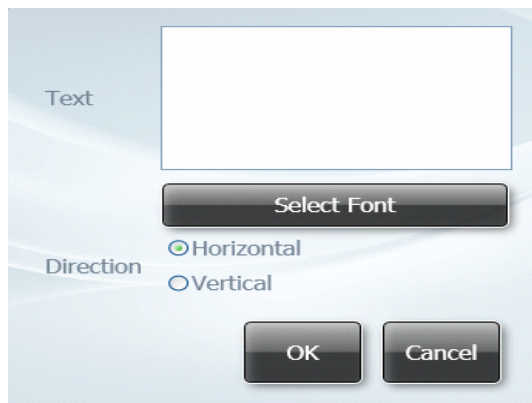 Text
Select Font
Direction
Horizontal
Vertical
OK
Cancel